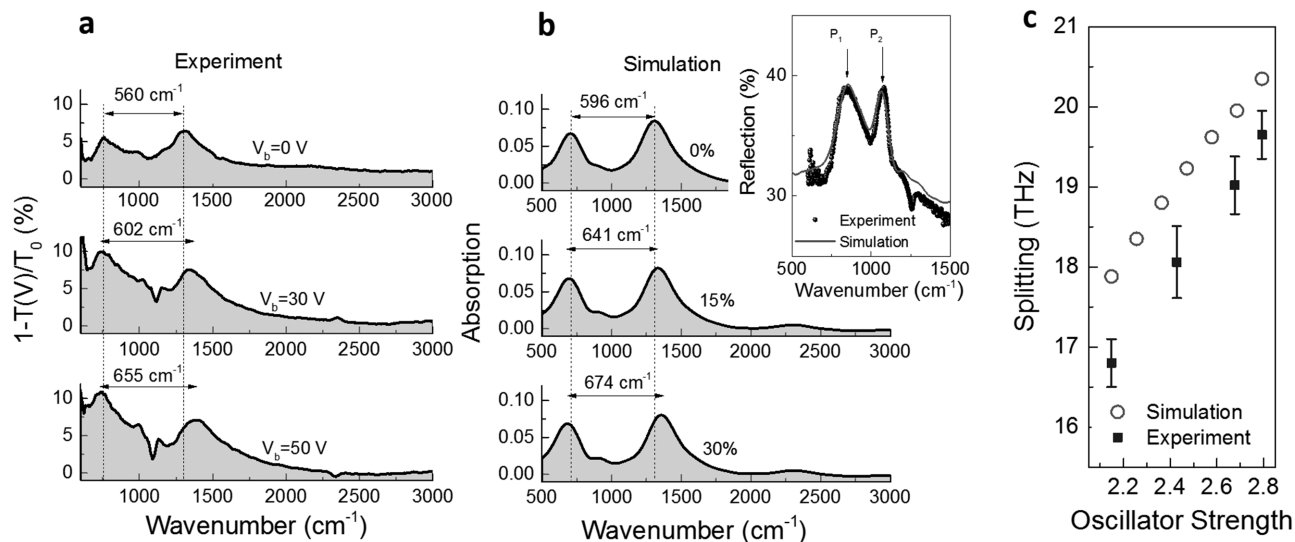 a
Experiment
1-T(V)/T₀ (%)
560 cm⁻¹
V_b=0 V
10
5
0
1000 1500 2000 2500 3000
602 cm⁻¹
V_b=30 V
10
5
0
1000 1500 2000 2500 3000
655 cm⁻¹
V_b=50 V
10
5
0
1000 1500 2000 2500 3000
Wavenumber (cm⁻¹)
b
Simulation
Absorption
596 cm⁻¹
0%
0.10
0.05
0.00
500 1000 1500
641 cm⁻¹
15%
0.10
0.05
0.00
500 1000 1500 2000 2500 3000
674 cm⁻¹
30%
0.10
0.05
0.00
500 1000 1500 2000 2500 3000
Wavenumber (cm⁻¹)
P₁ P₂
Reflection (%)
40
32
Experiment
Simulation
500 1000 1500
Wavenumber (cm⁻¹)
c
Splitting (THz)
21
20
19
18
17
16
Simulation
Experiment
2.2 2.4 2.6 2.8
Oscillator Strength